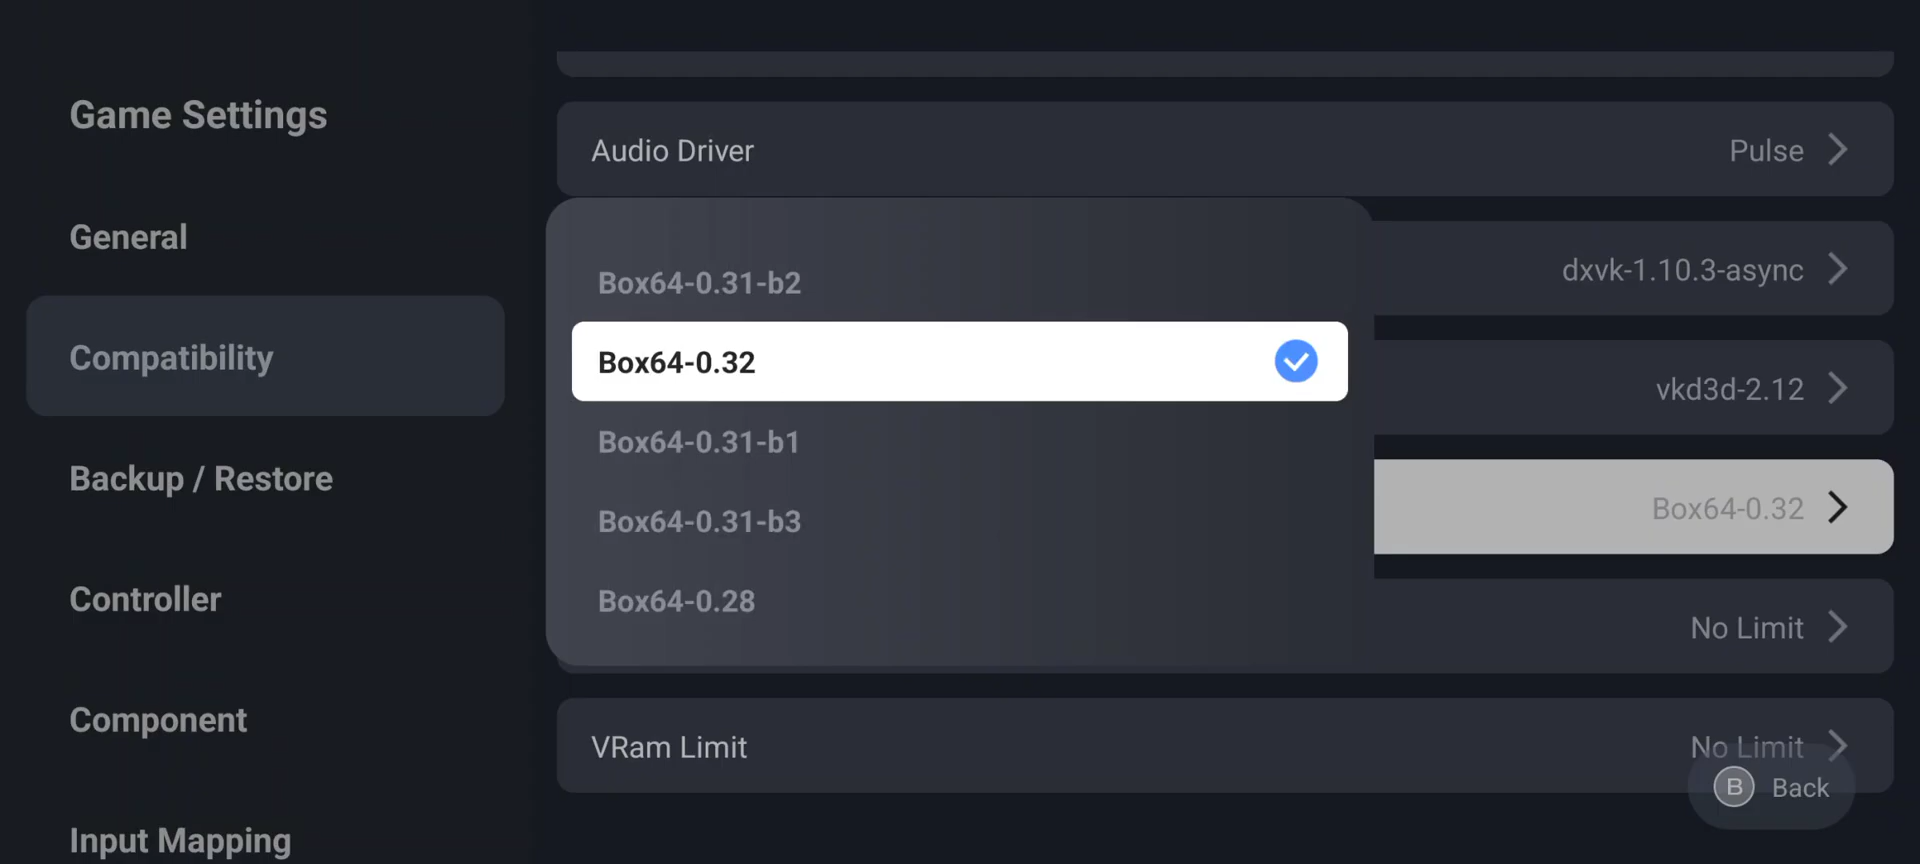 Game Settings
General
Compatibility
Backup / Restore
Controller
Component
Input Mapping
Audio Driver
Pulse
dxvk-1.10.3-async
vkd3d-2.12
Box64-0.32
No Limit
VRam Limit
No Limit
Box64-0.31-b2
Box64-0.32
Box64-0.31-b1
Box64-0.31-b3
Box64-0.28
B Back